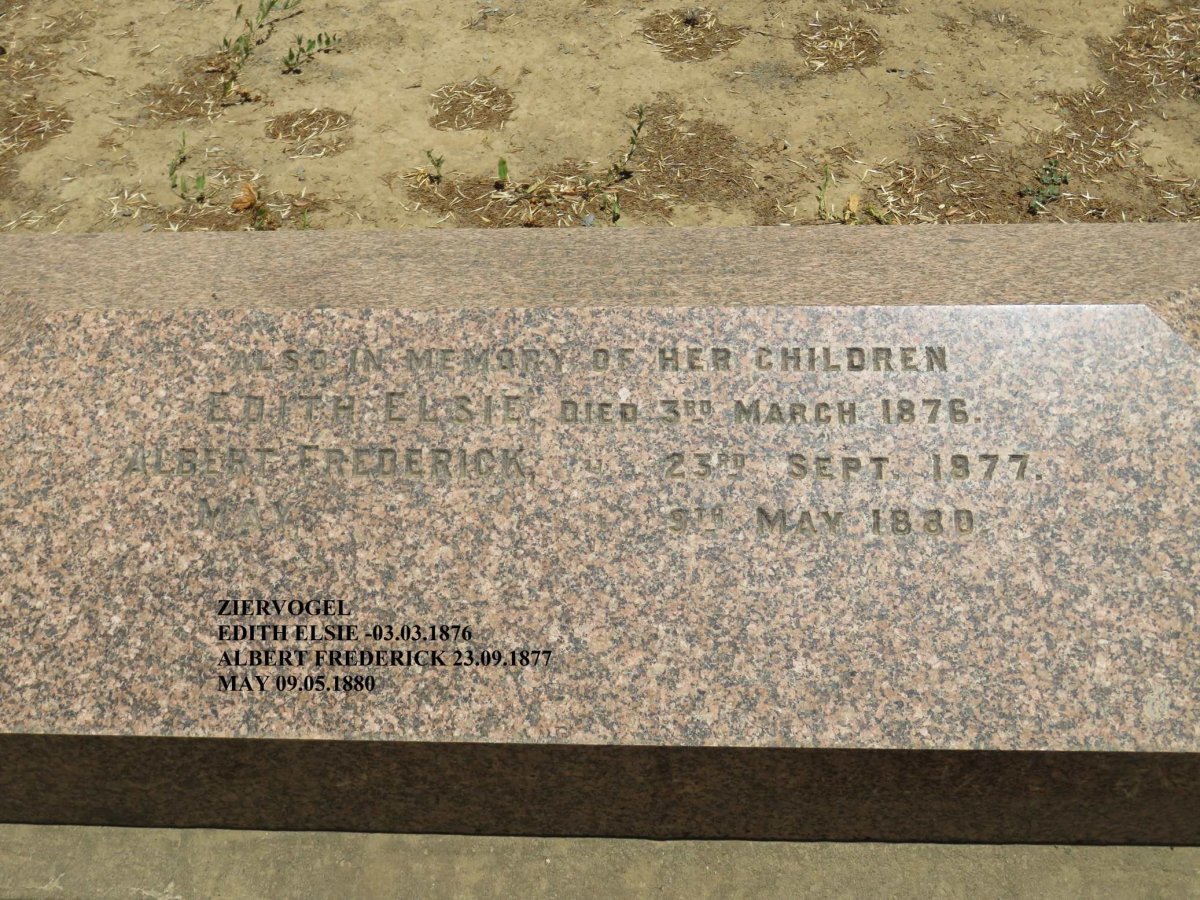 ALSO IN MEMORY OF HER CHILDREN
EDITH ELSIE, DIED 3RD MARCH 1876.
ALBERT FREDERICK, " 23RD SEPT. 1877.
MAY " 9TH MAY 1880.
ZIERVOGEL
EDITH ELSIE -03.03.1876
ALBERT FREDERICK 23.09.1877
MAY 09.05.1880